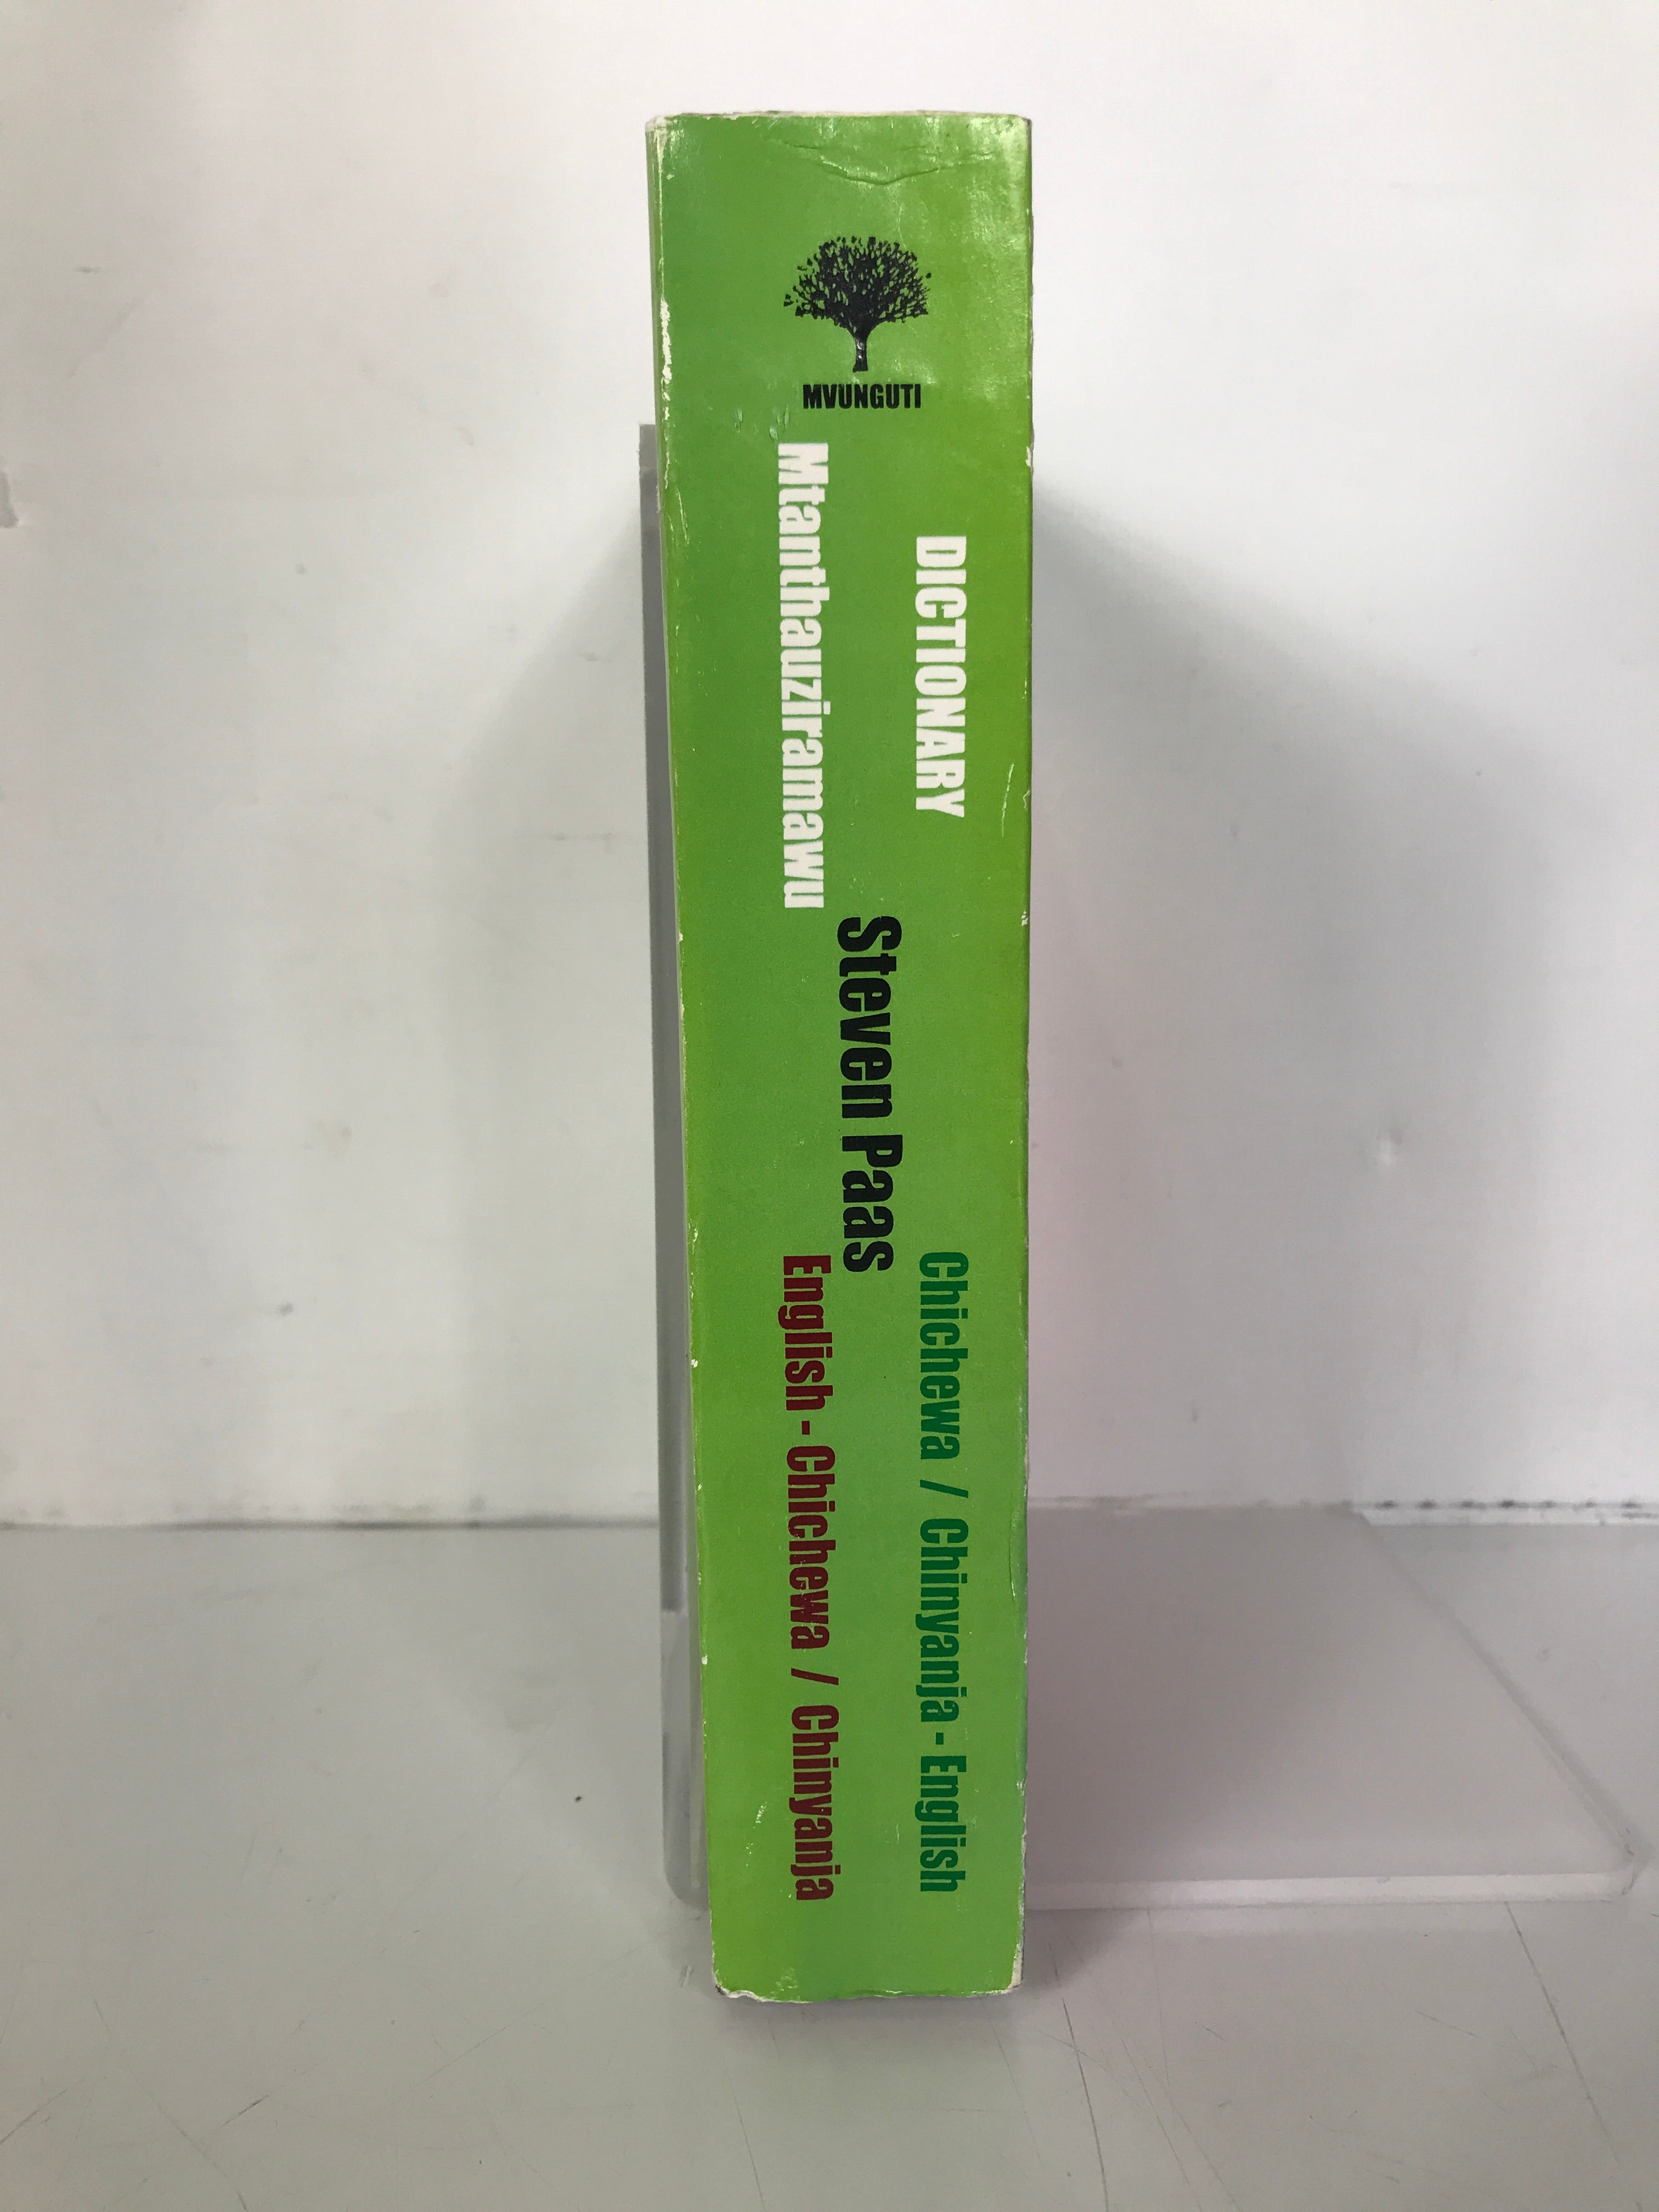 MVUNGUTI
DICTIONARY
Mtanthauziramawu
Steven Paas
Chichewa / Chinyanja - English
English - Chichewa / Chinyanja